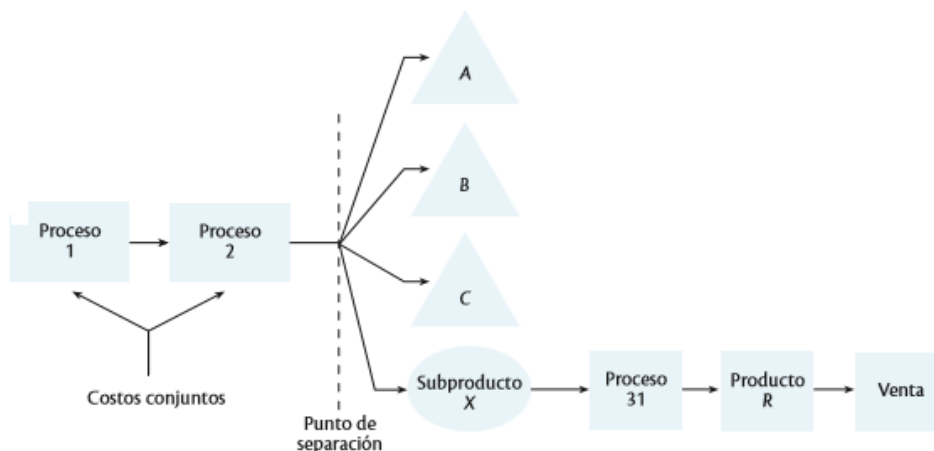 A
B
Proceso
1
Proceso
2
C
Costos conjuntos
Punto de
separación
Subproducto
X
Proceso
31
Producto
R
Venta